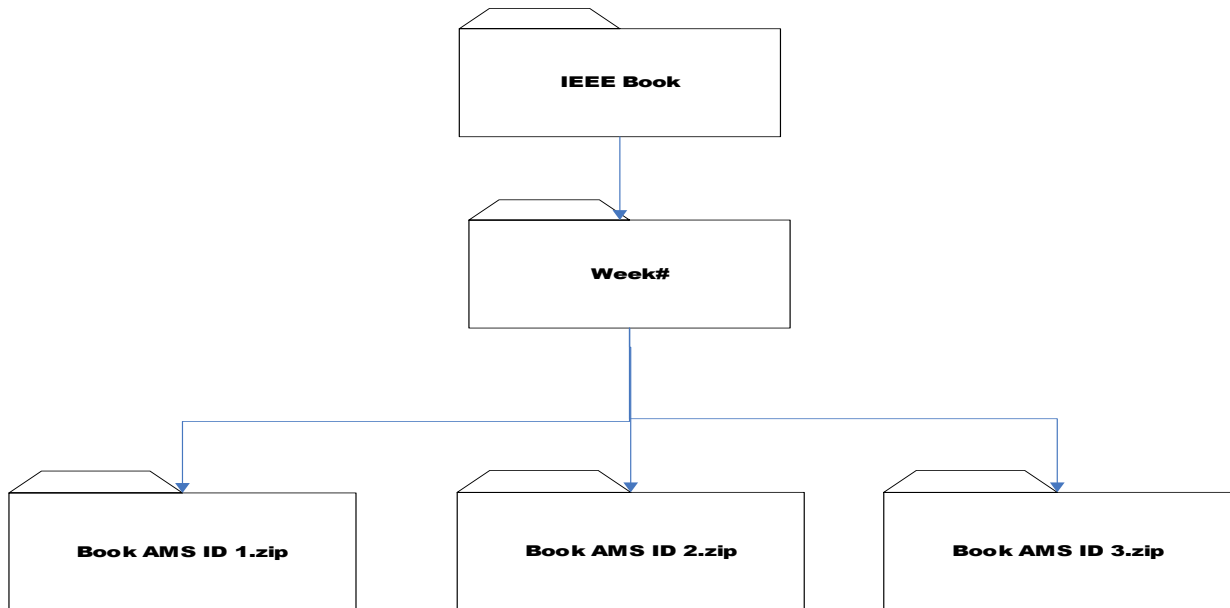 IEEE Book
Week#
Book AMS ID 1.zip
Book AMS ID 2.zip
Book AMS ID 3.zip